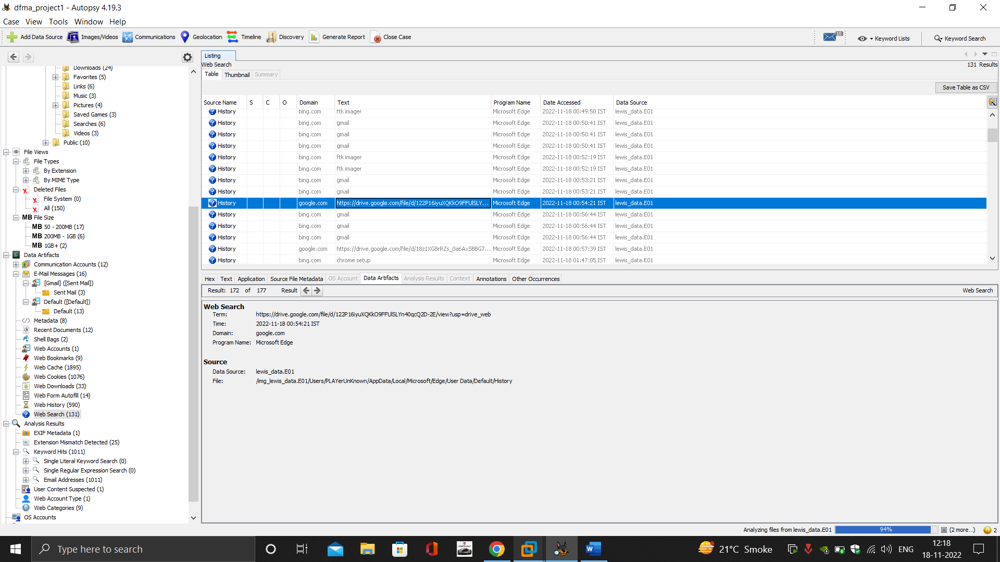 dfma_project1 - Autopsy 4.19.3
Case View Tools Window Help
Add Data Source Images/Videos Communications Geolocation Timeline Discovery Generate Report Close Case 10 Keyword Lists Keyword Search
Downloads (24)
Favorites (5)
Links (6)
Music (3)
Pictures (4)
Saved Games (3)
Searches (6)
Videos (3)
Public (10)
File Views
File Types
By Extension
By MIME Type
Deleted Files
File System (0)
All (150)
MB File Size
MB 50 - 200MB (17)
MB 200MB - 1GB (6)
MB 1GB+ (2)
Data Artifacts
Communication Accounts (12)
E-Mail Messages (16)
[Gmail] ([Sent Mail])
Sent Mail (3)
Default ([Default])
Default (13)
Metadata (8)
Recent Documents (12)
Shell Bags (2)
Web Accounts (1)
Web Bookmarks (9)
Web Cache (1895)
Web Cookies (1076)
Web Downloads (33)
Web Form Autofill (14)
Web History (590)
Web Search (131)
Analysis Results
EXIF Metadata (1)
Extension Mismatch Detected (25)
Keyword Hits (1011)
Single Literal Keyword Search (0)
Single Regular Expression Search (0)
Email Addresses (1011)
User Content Suspected (1)
Web Account Type (1)
Web Categories (9)
OS Accounts
Listing
Web Search 131 Results
Table Thumbnail Summary
Save Table as CSV
Source Name S C O Domain Text Program Name Date Accessed Data Source
History bing.com ftk imager Microsoft Edge 2022-11-18 00:49:50 IST lewis_data.E01
History bing.com gmail Microsoft Edge 2022-11-18 00:50:41 IST lewis_data.E01
History bing.com gmail Microsoft Edge 2022-11-18 00:50:41 IST lewis_data.E01
History bing.com gmail Microsoft Edge 2022-11-18 00:50:41 IST lewis_data.E01
History bing.com ftk imager Microsoft Edge 2022-11-18 00:52:19 IST lewis_data.E01
History bing.com ftk imager Microsoft Edge 2022-11-18 00:52:19 IST lewis_data.E01
History bing.com gmail Microsoft Edge 2022-11-18 00:53:21 IST lewis_data.E01
History bing.com gmail Microsoft Edge 2022-11-18 00:53:21 IST lewis_data.E01
History google.com https://drive.google.com/file/d/122P16iyuXQKkO9FFUlSLY... Microsoft Edge 2022-11-18 00:54:21 IST lewis_data.E01
History bing.com gmail Microsoft Edge 2022-11-18 00:56:44 IST lewis_data.E01
History bing.com gmail Microsoft Edge 2022-11-18 00:56:44 IST lewis_data.E01
History bing.com gmail Microsoft Edge 2022-11-18 00:56:44 IST lewis_data.E01
History google.com https://drive.google.com/file/d/18z1XG8rRZs_0a6AxSBBG7... Microsoft Edge 2022-11-18 00:57:39 IST lewis_data.E01
History bing.com chrome setup Microsoft Edge 2022-11-18 01:47:05 IST lewis_data.E01
Hex Text Application Source File Metadata OS Account Data Artifacts Analysis Results Context Annotations Other Occurrences
Result: 172 of 177 Result Web Search
Web Search
Term: https://drive.google.com/file/d/122P16iyuXQKkO9FFUlSLYn40qcQ2D-2E/view?usp=drive_web
Time: 2022-11-18 00:54:21 IST
Domain: google.com
Program Name: Microsoft Edge
Source
Data Source: lewis_data.E01
File: /img_lewis_data.E01/Users/PLAYerUnKnown/AppData/Local/Microsoft/Edge/User Data/Default/History
Analyzing files from lewis_data.E01 94% (2 more...) 2
Type here to search
21°C Smoke ENG
12:18
18-11-2022